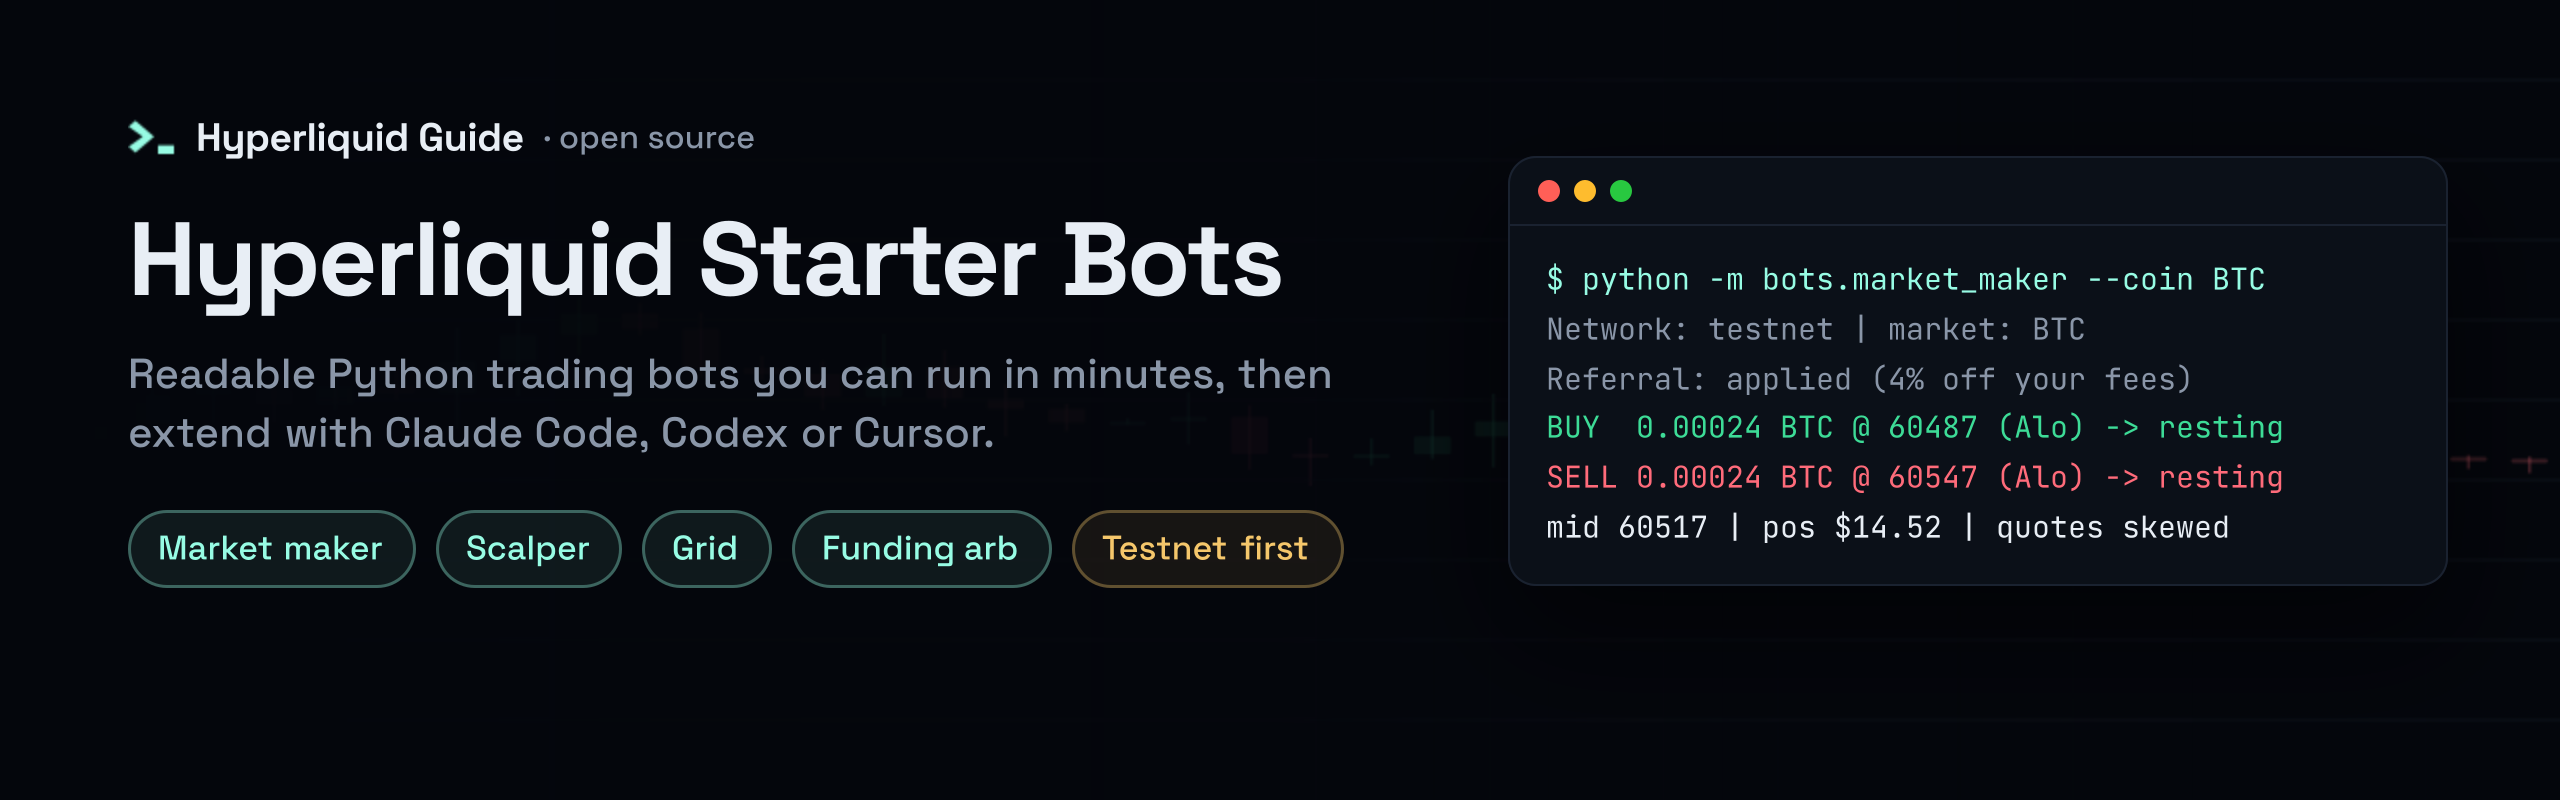 Hyperliquid Guide · open source
Hyperliquid Starter Bots
Readable Python trading bots you can run in minutes, then
extend with Claude Code, Codex or Cursor.
Market maker
Scalper
Grid
Funding arb
Testnet first
$ python -m bots.market_maker --coin BTC
Network: testnet | market: BTC
Referral: applied (4% off your fees)
BUY  0.00024 BTC @ 60487 (Alo) -> resting
SELL 0.00024 BTC @ 60547 (Alo) -> resting
mid 60517 | pos $14.52 | quotes skewed